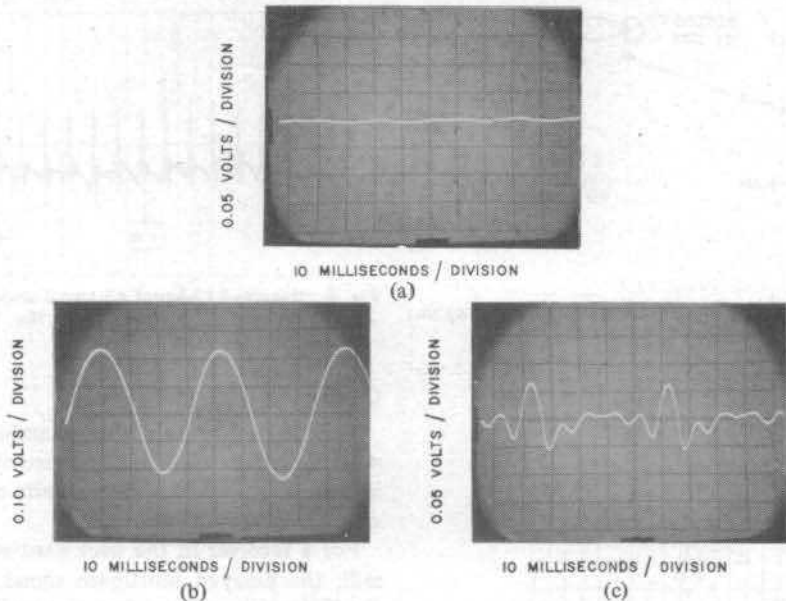 0.05 VOLTS / DIVISION
10 MILLISECONDS / DIVISION
(a)
0.10 VOLTS / DIVISION
10 MILLISECONDS / DIVISION
(b)
0.05 VOLTS / DIVISION
10 MILLISECONDS / DIVISION
(c)